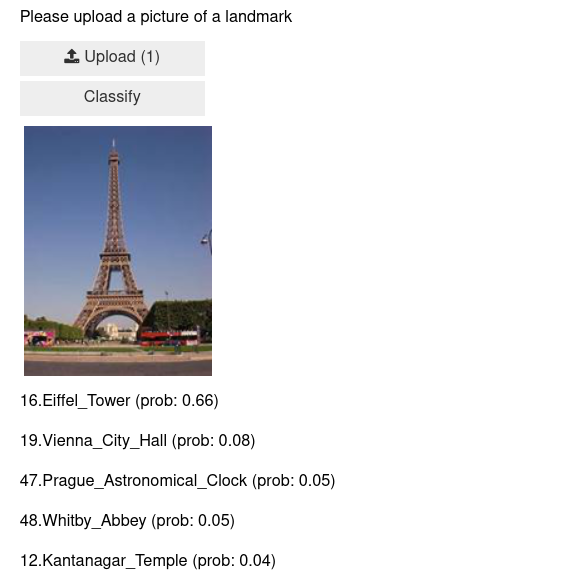 Please upload a picture of a landmark
Upload (1)
Classify
16.Eiffel_Tower (prob: 0.66)
19.Vienna_City_Hall (prob: 0.08)
47.Prague_Astronomical_Clock (prob: 0.05)
48.Whitby_Abbey (prob: 0.05)
12.Kantanagar_Temple (prob: 0.04)